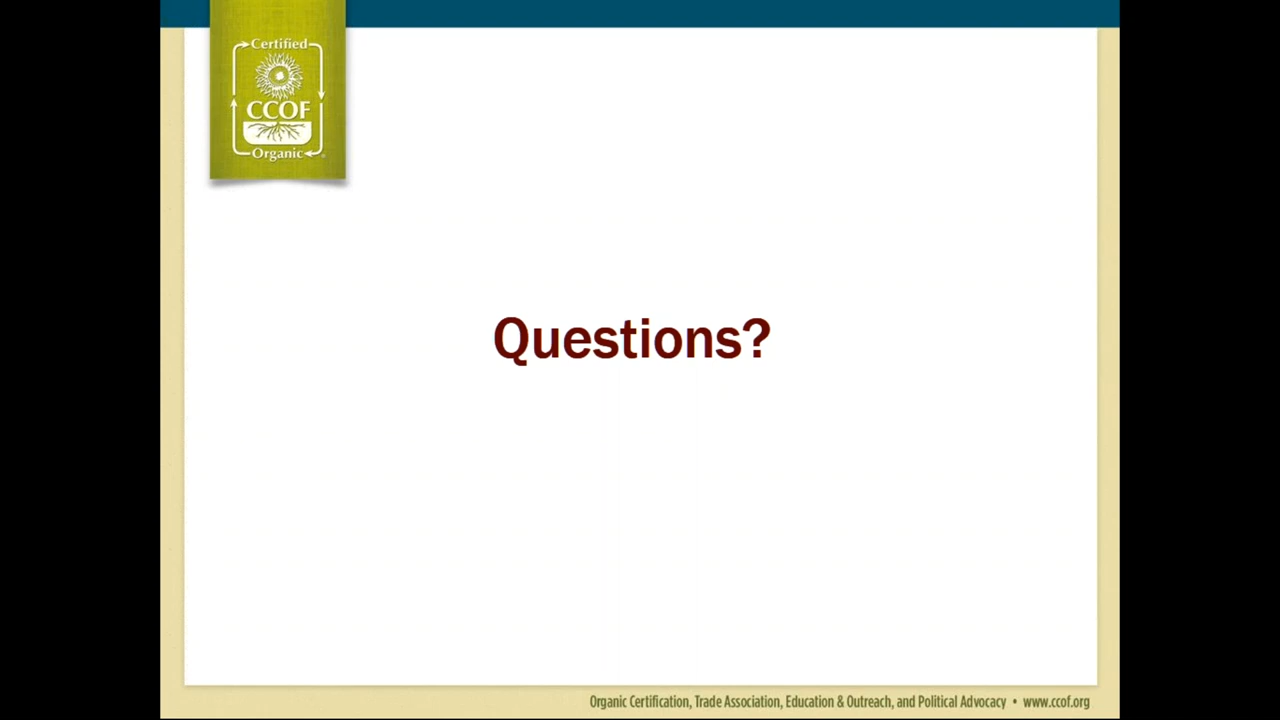 Certified
CCOF
Organic
Questions?
Organic Certification, Trade Association, Education & Outreach, and Political Advocacy • www.ccof.org